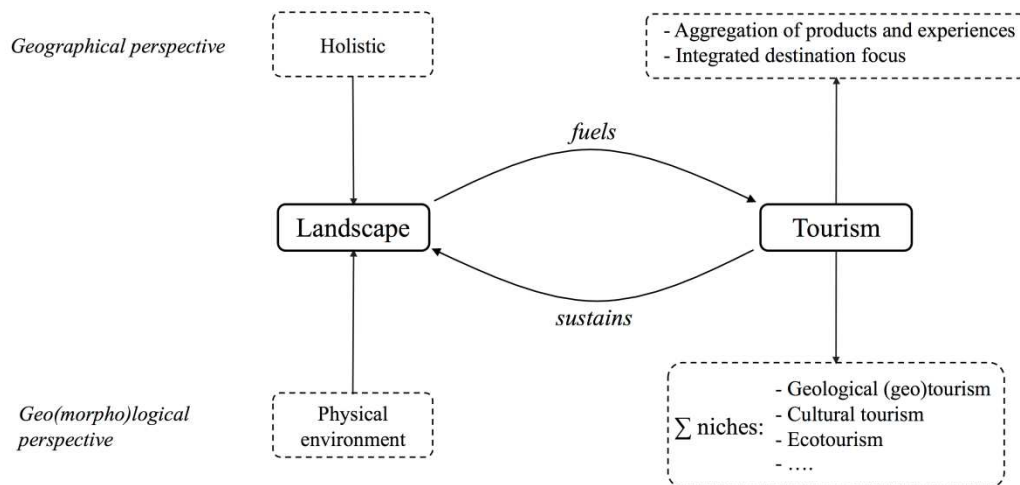 Geographical perspective
Holistic
- Aggregation of products and experiences
- Integrated destination focus
fuels
Landscape
Tourism
sustains
Geo(morpho)logical
perspective
Physical
environment
∑ niches:
- Geological (geo)tourism
- Cultural tourism
- Ecotourism
- ....